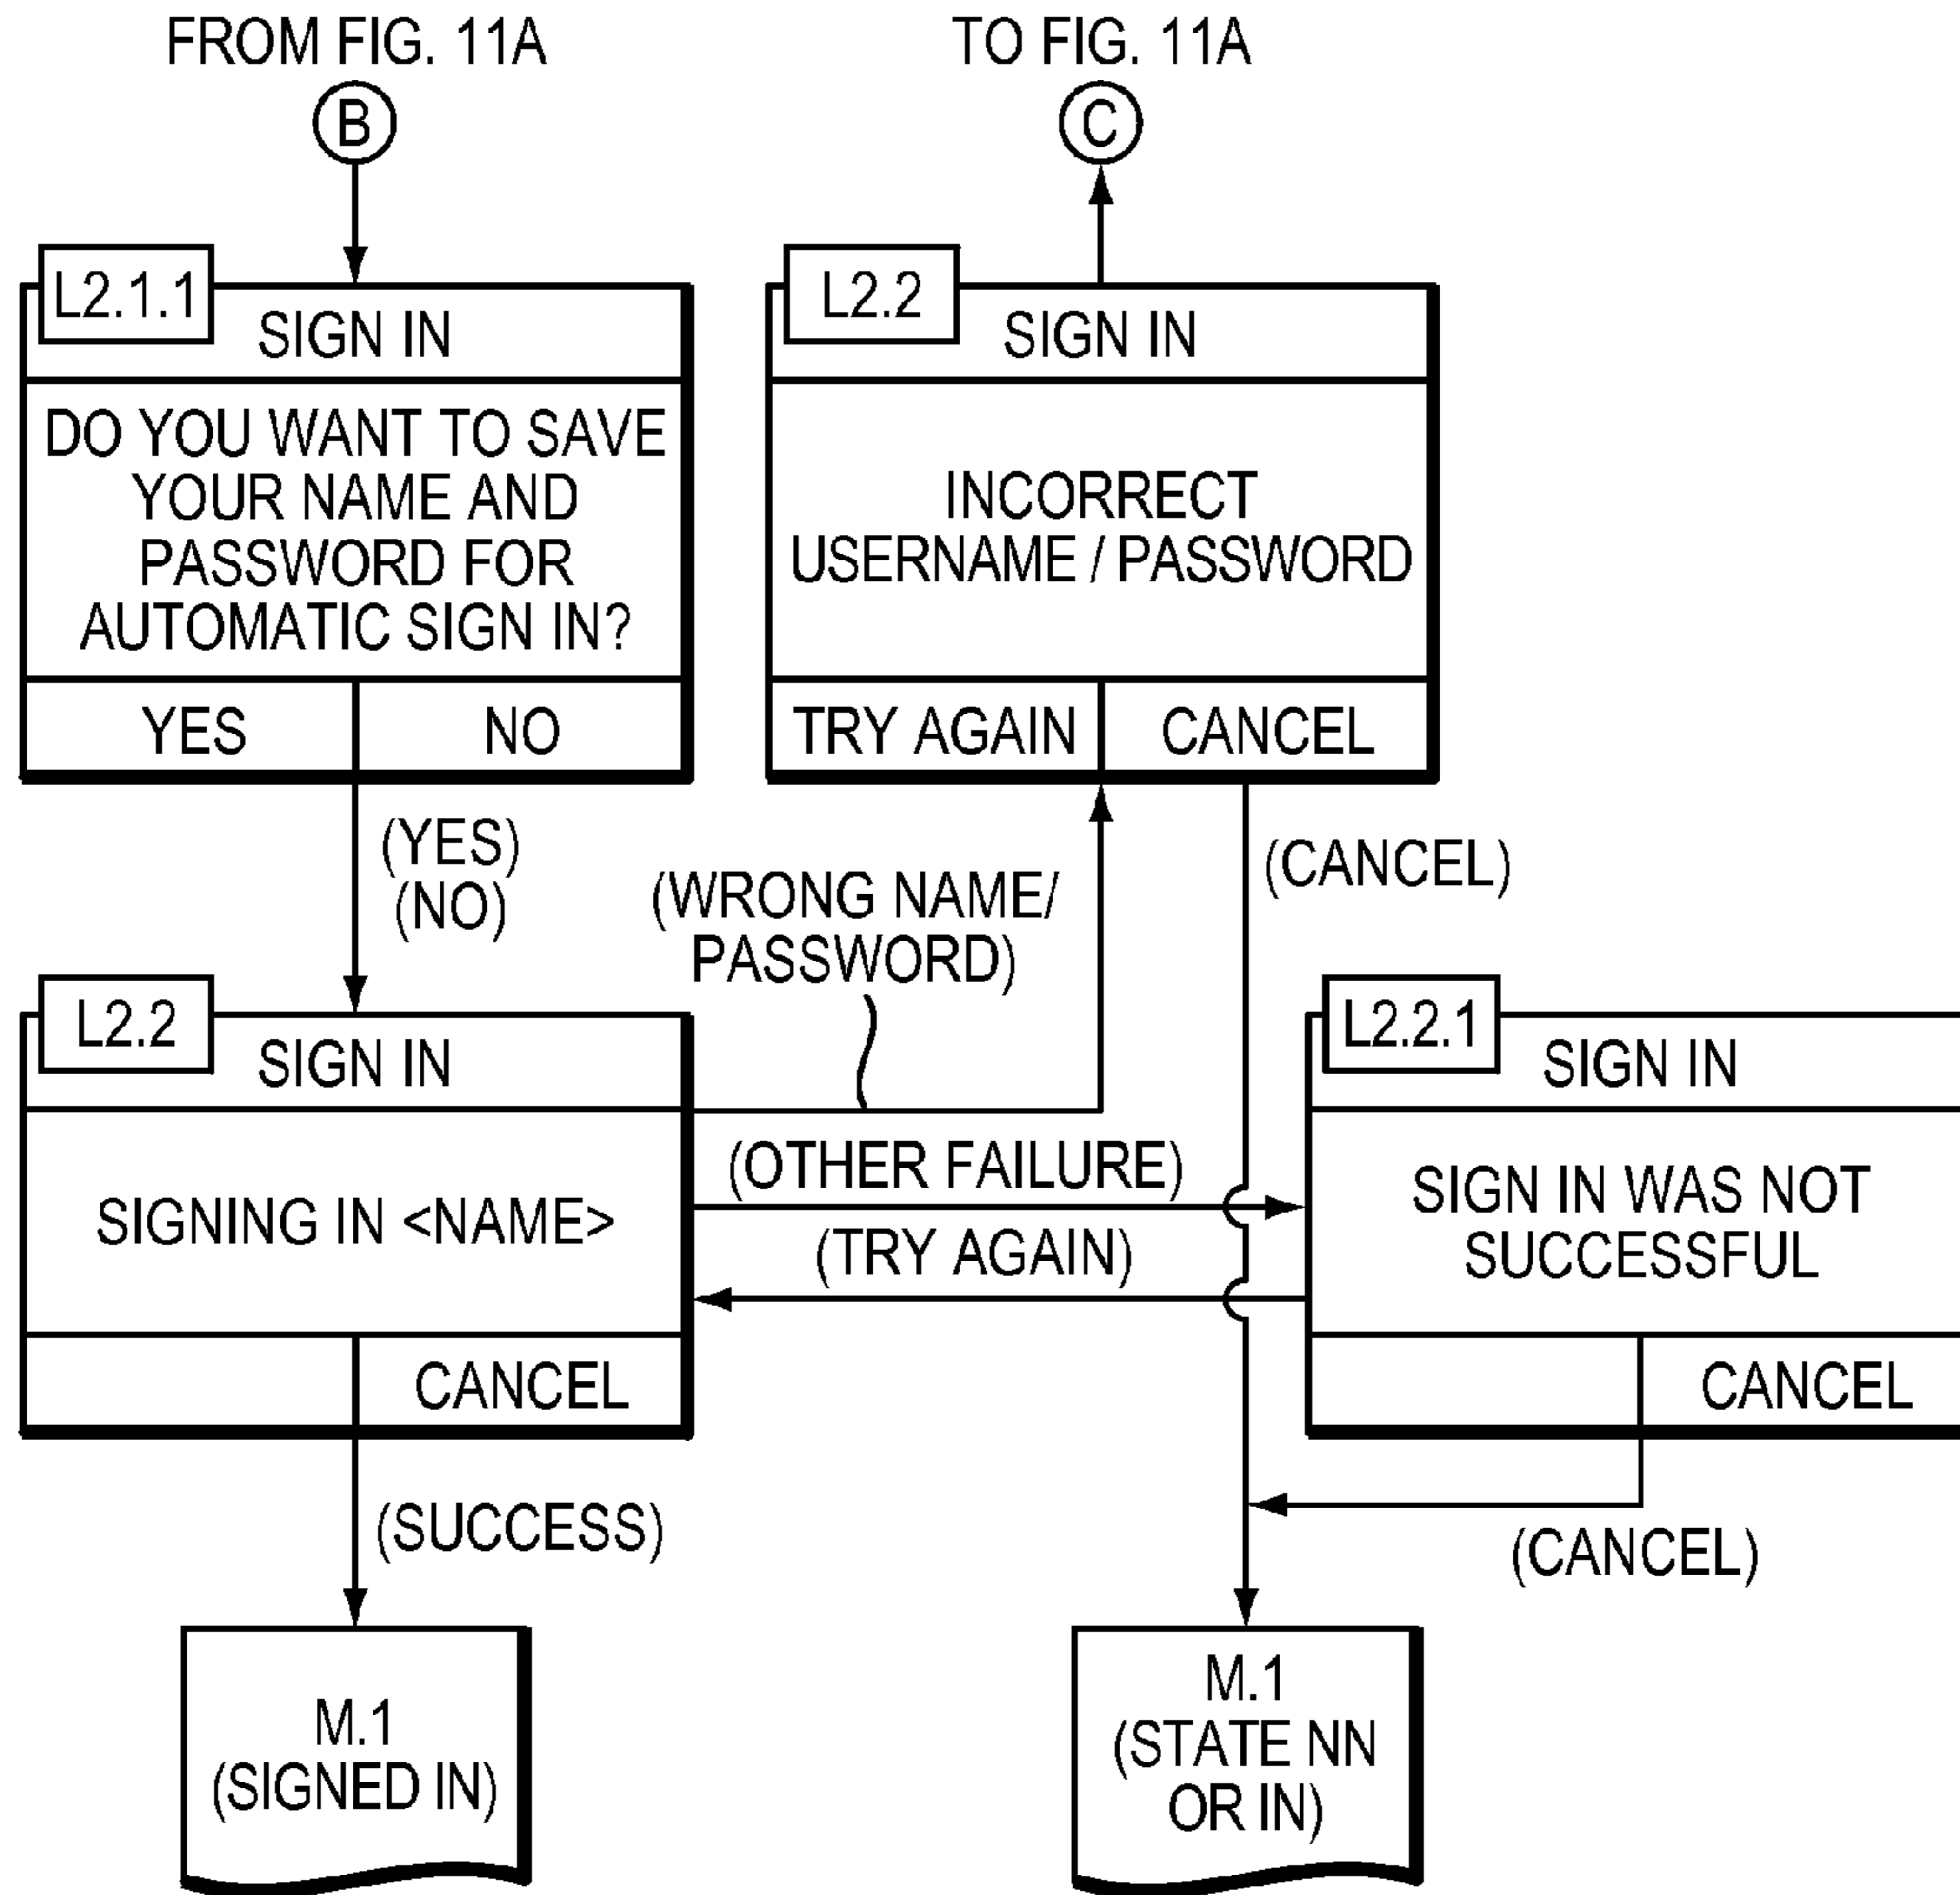 FROM FIG. 11A
B
TO FIG. 11A
C
L2.1.1
SIGN IN
DO YOU WANT TO SAVE
YOUR NAME AND
PASSWORD FOR
AUTOMATIC SIGN IN?
YES
NO
L2.2
SIGN IN
INCORRECT
USERNAME / PASSWORD
TRY AGAIN
CANCEL
(YES)
(NO)
(WRONG NAME/
PASSWORD)
(CANCEL)
L2.2
SIGN IN
SIGNING IN <NAME>
CANCEL
(OTHER FAILURE)
(TRY AGAIN)
L2.2.1
SIGN IN
SIGN IN WAS NOT
SUCCESSFUL
CANCEL
(SUCCESS)
(CANCEL)
M.1
(SIGNED IN)
M.1
(STATE NN
OR IN)